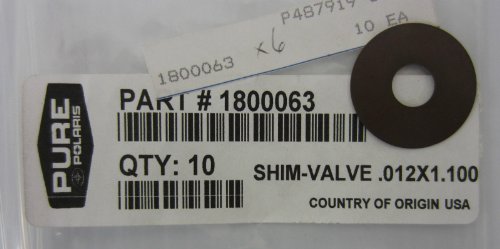 P487919
1800063 x6 10 EA
PART # 1800063
PURE
POLARIS
QTY: 10 SHIM-VALVE .012X1.100
COUNTRY OF ORIGIN USA